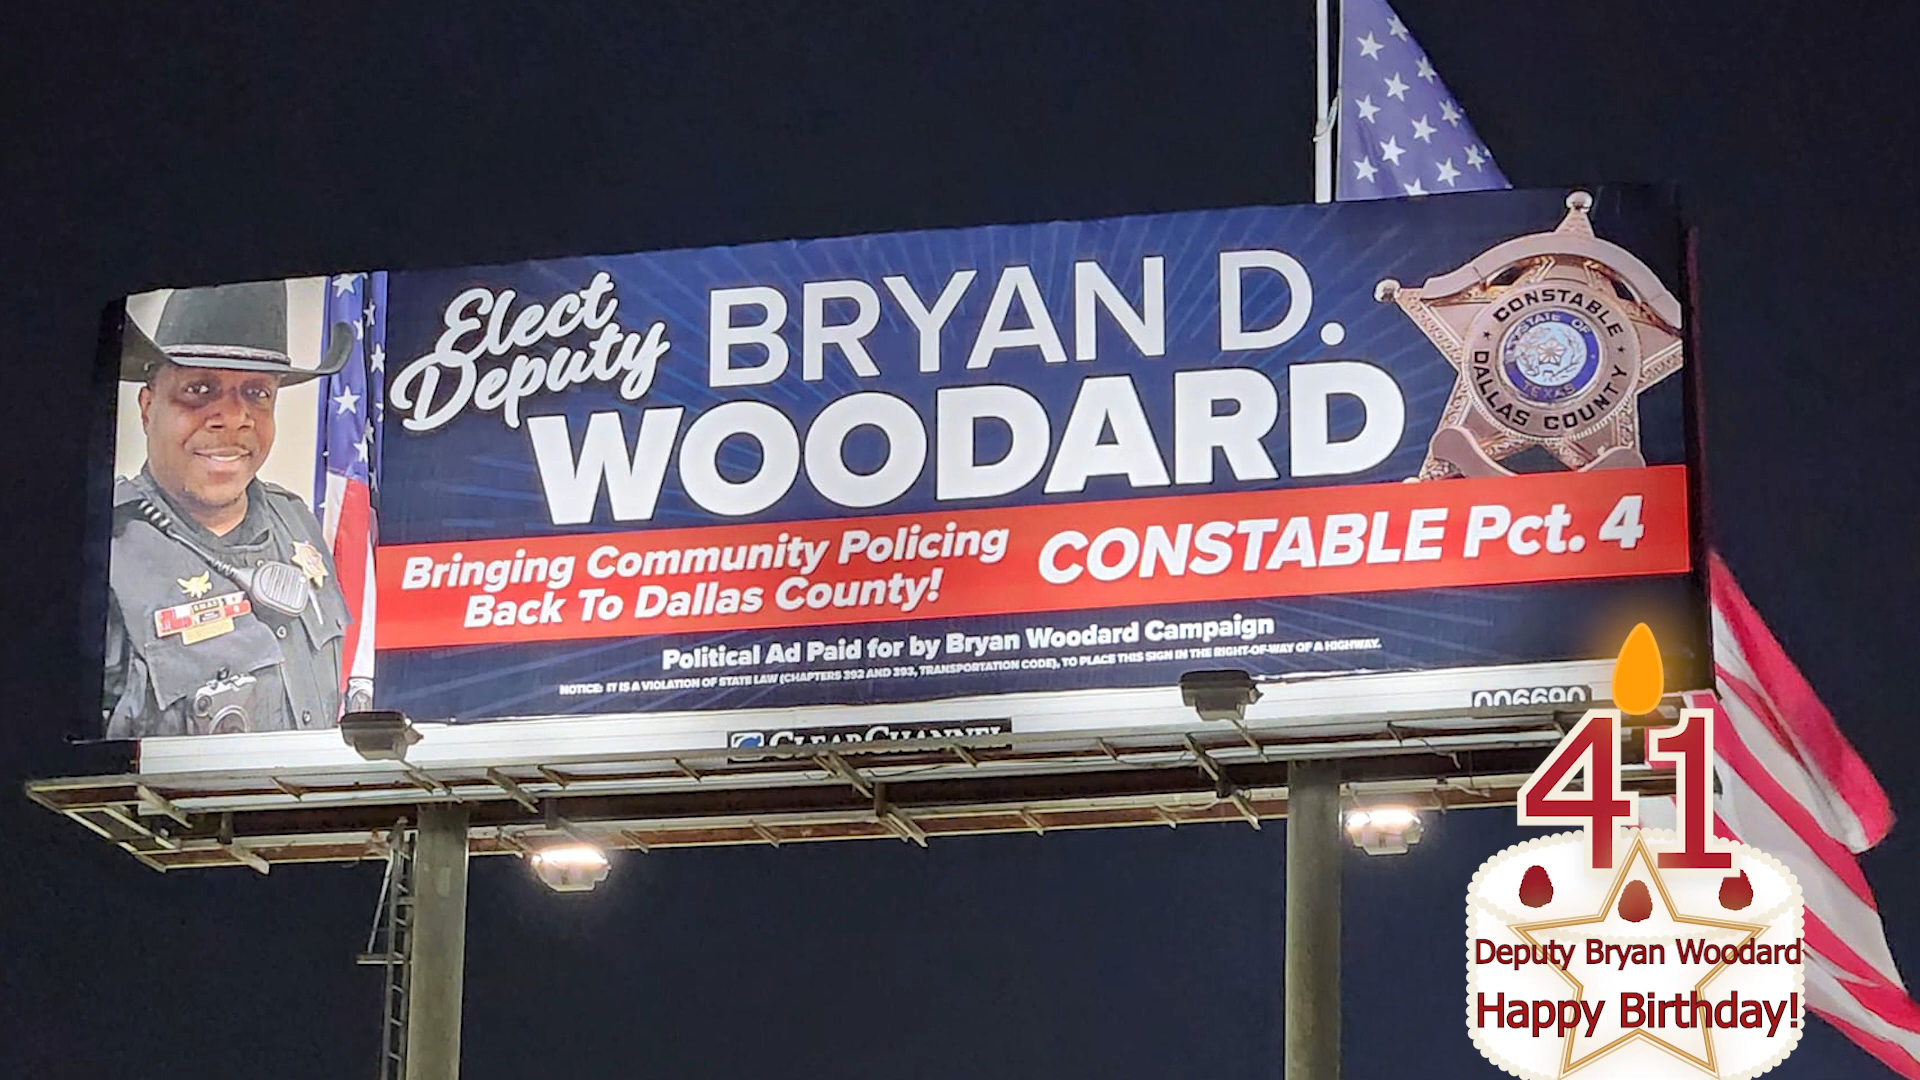 Elect
Deputy
BRYAN D.
WOODARD
CONSTABLE
STATE OF
TEXAS
DALLAS COUNTY
Bringing Community Policing
Back To Dallas County!
CONSTABLE Pct. 4
Political Ad Paid for by Bryan Woodard Campaign
NOTICE: IT IS A VIOLATION OF STATE LAW (CHAPTERS 392 AND 393, TRANSPORTATION CODE), TO PLACE THIS SIGN IN THE RIGHT-OF-WAY OF A HIGHWAY.
006690
CLEAR CHANNEL
41
Deputy Bryan Woodard
Happy Birthday!